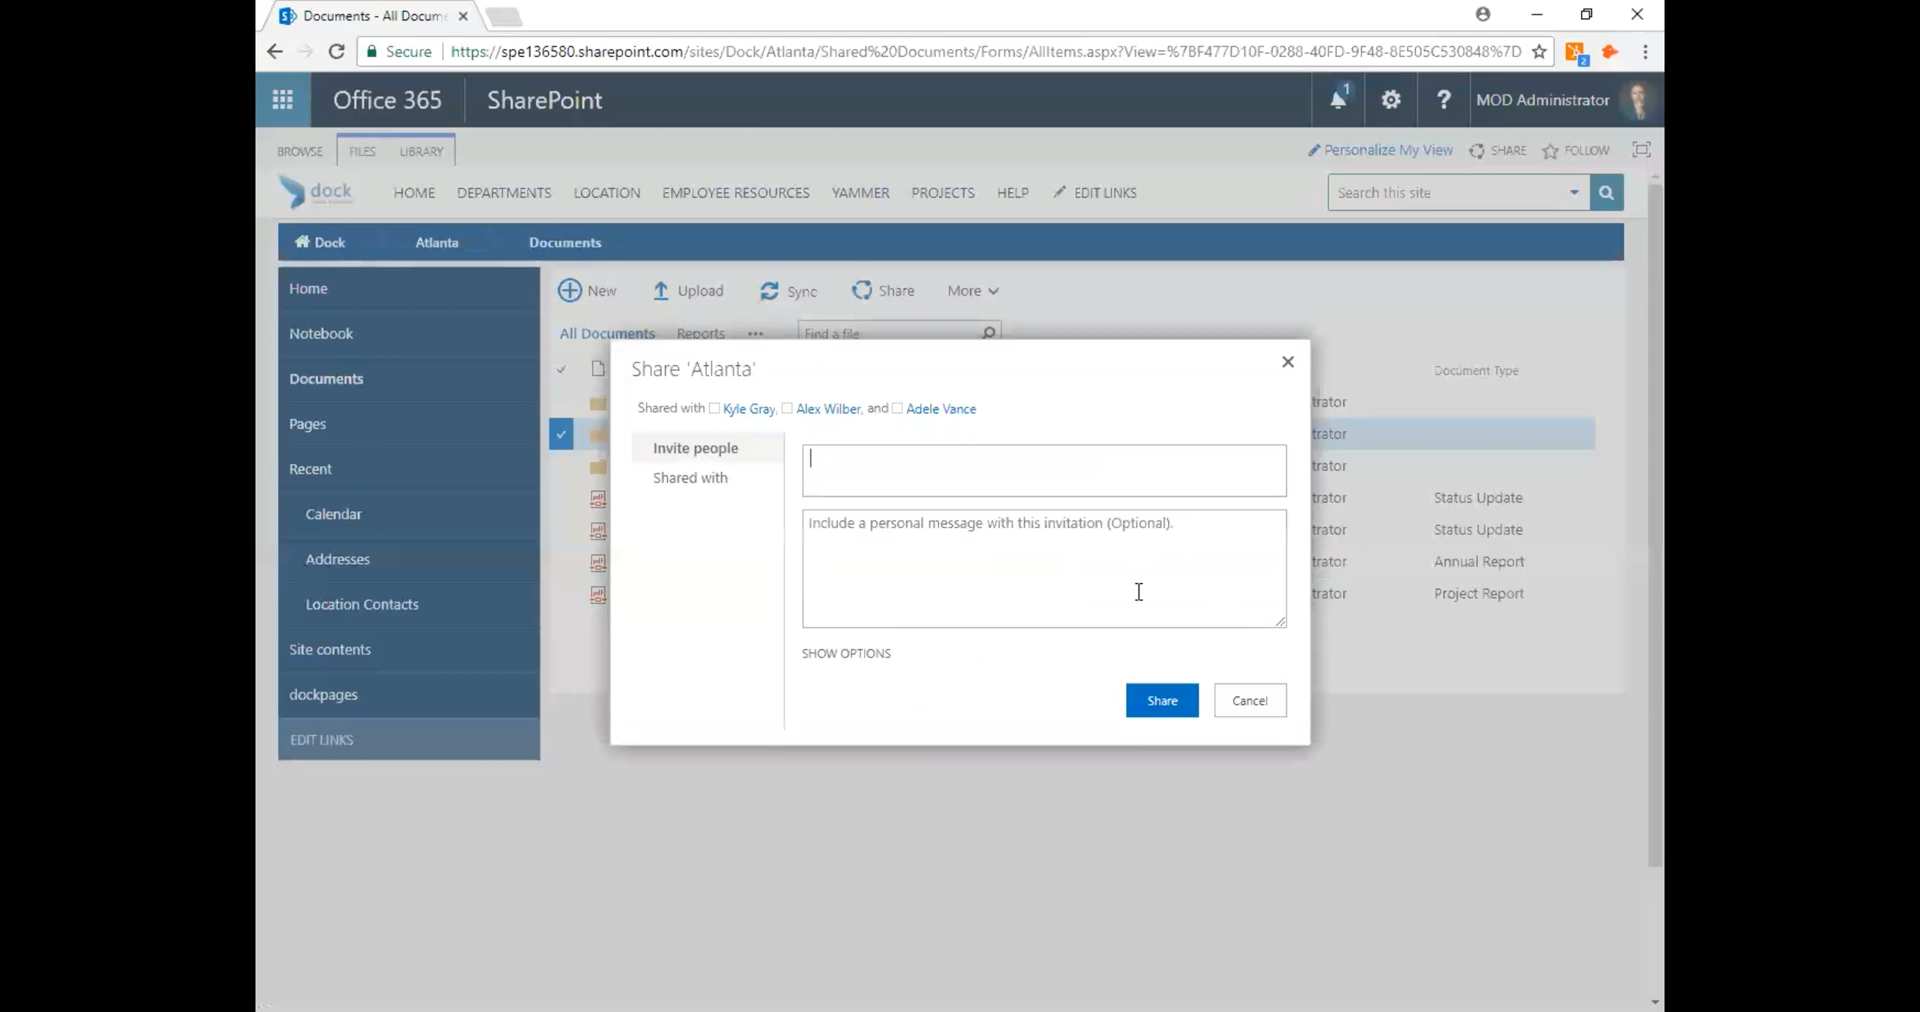 Documents - All Docume
Secure https://spe136580.sharepoint.com/sites/Dock/Atlanta/Shared%20Documents/Forms/AllItems.aspx?View=%7BF477D10F-0288-40FD-9F48-8E505C530848%7D
2
Office 365 SharePoint 1 ? MOD Administrator
BROWSE FILES LIBRARY Personalize My View SHARE FOLLOW
dock HOME DEPARTMENTS LOCATION EMPLOYEE RESOURCES YAMMER PROJECTS HELP EDIT LINKS Search this site
Dock Atlanta Documents
Home
Notebook
Documents
Pages
Recent
Calendar
Addresses
Location Contacts
Site contents
dockpages
EDIT LINKS
New Upload Sync Share More
All Documents Reports ... Find a file
Document Type
trator
trator
trator
trator Status Update
trator Status Update
trator Annual Report
trator Project Report
Share 'Atlanta'
Shared with Kyle Gray, Alex Wilber, and Adele Vance
Invite people
Shared with
Include a personal message with this invitation (Optional).
SHOW OPTIONS
Share Cancel